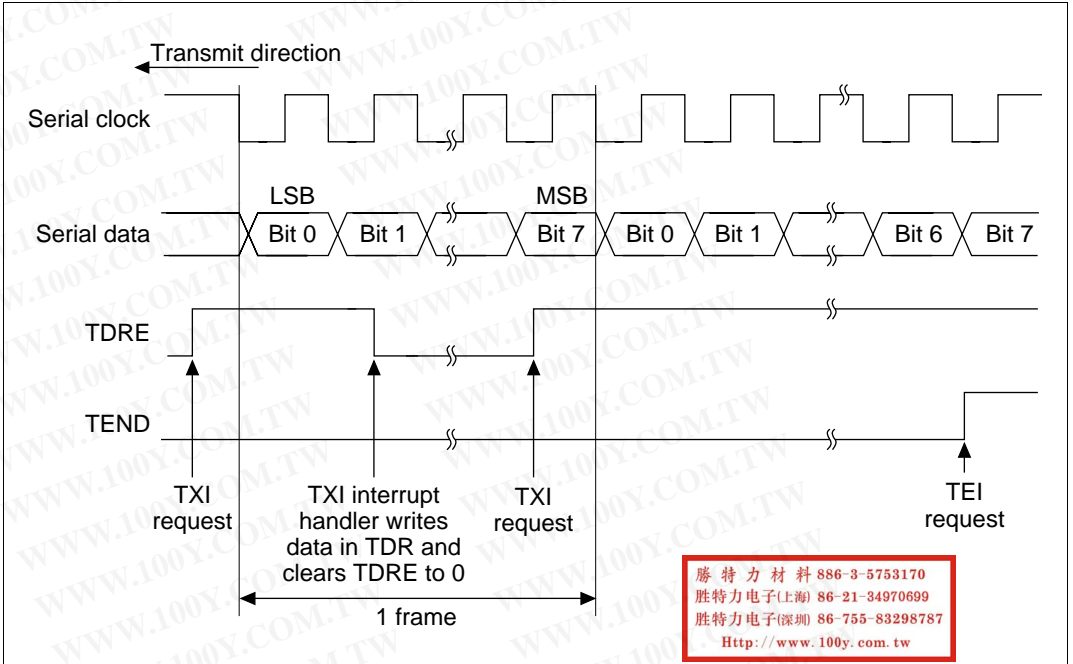 Transmit direction
Serial clock
LSB
MSB
Serial data
Bit 0
Bit 1
Bit 7
Bit 0
Bit 1
Bit 6
Bit 7
TDRE
TEND
TXI
request
TXI interrupt
handler writes
data in TDR and
clears TDRE to 0
TXI
request
TEI
request
1 frame
勝 特 力 材 料 886-3-5753170
胜特力电子(上海) 86-21-34970699
胜特力电子(深圳) 86-755-83298787
Http://www.100y.com.tw
WWW.100Y.COM.TW